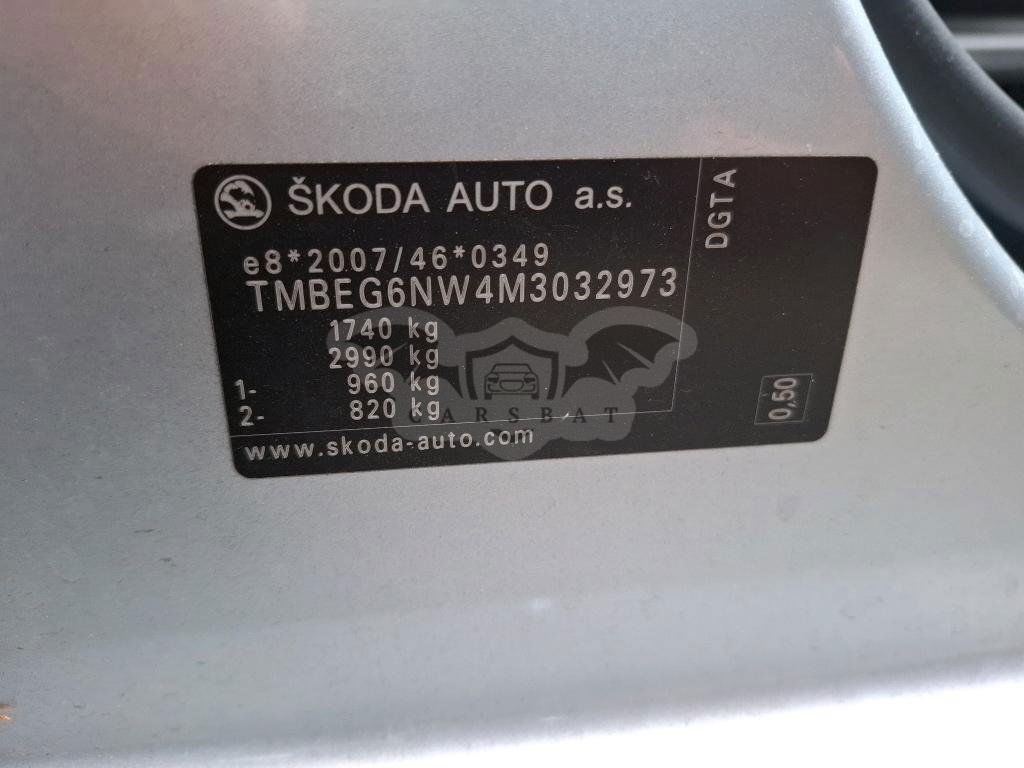 ŠKODA AUTO a.s.
DGTA
e8*2007/46*0349
TMBEG6NW4M3032973
1740 kg
2990 kg
1- 960 kg
2- 820 kg
0,50
CARSBAT
www.skoda-auto.com